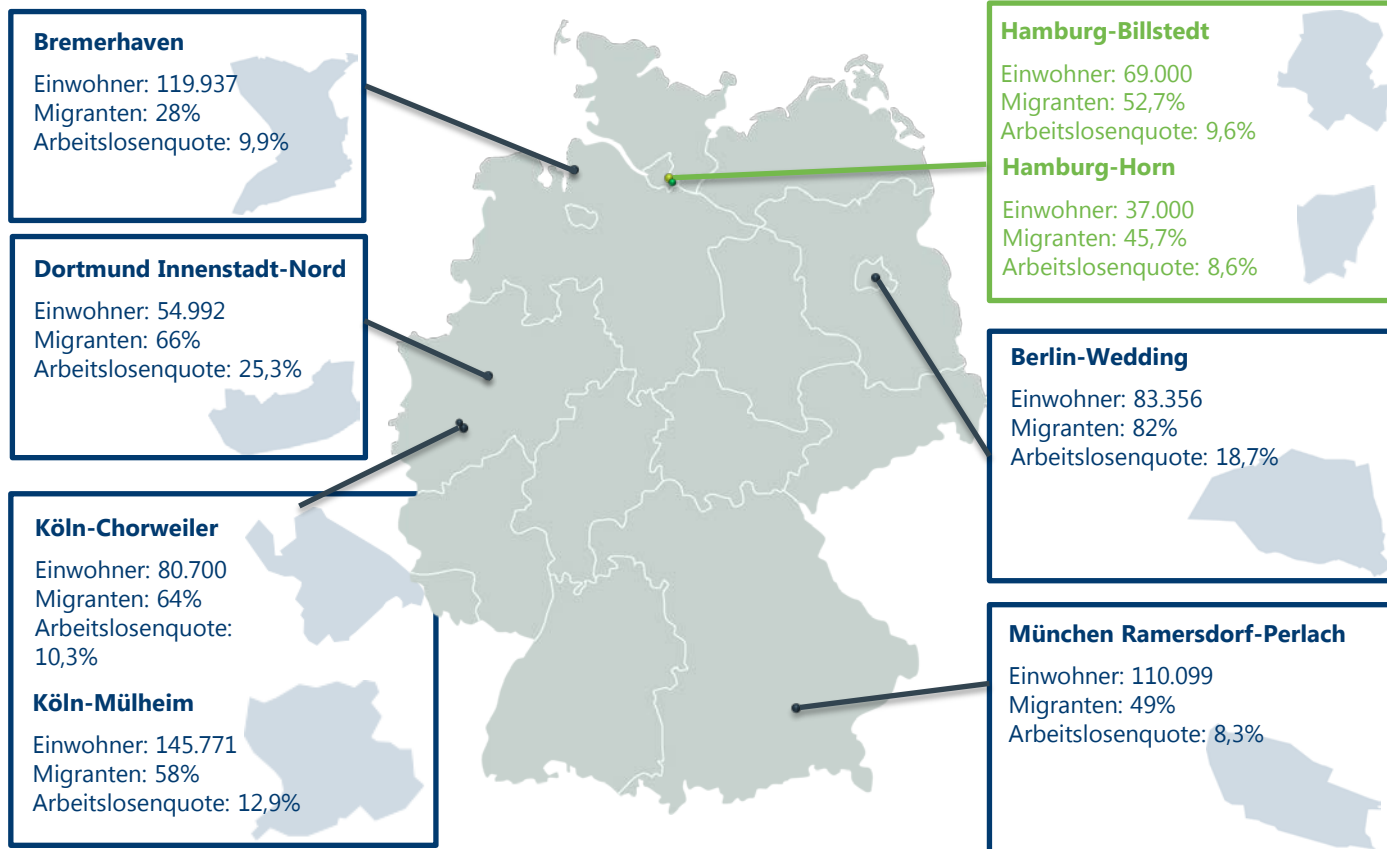 Bremerhaven
Einwohner: 119.937
Migranten: 28%
Arbeitslosenquote: 9,9%
Dortmund Innenstadt-Nord
Einwohner: 54.992
Migranten: 66%
Arbeitslosenquote: 25,3%
Köln-Chorweiler
Einwohner: 80.700
Migranten: 64%
Arbeitslosenquote:
10,3%
Köln-Mülheim
Einwohner: 145.771
Migranten: 58%
Arbeitslosenquote: 12,9%
Hamburg-Billstedt
Einwohner: 69.000
Migranten: 52,7%
Arbeitslosenquote: 9,6%
Hamburg-Horn
Einwohner: 37.000
Migranten: 45,7%
Arbeitslosenquote: 8,6%
Berlin-Wedding
Einwohner: 83.356
Migranten: 82%
Arbeitslosenquote: 18,7%
München Ramersdorf-Perlach
Einwohner: 110.099
Migranten: 49%
Arbeitslosenquote: 8,3%